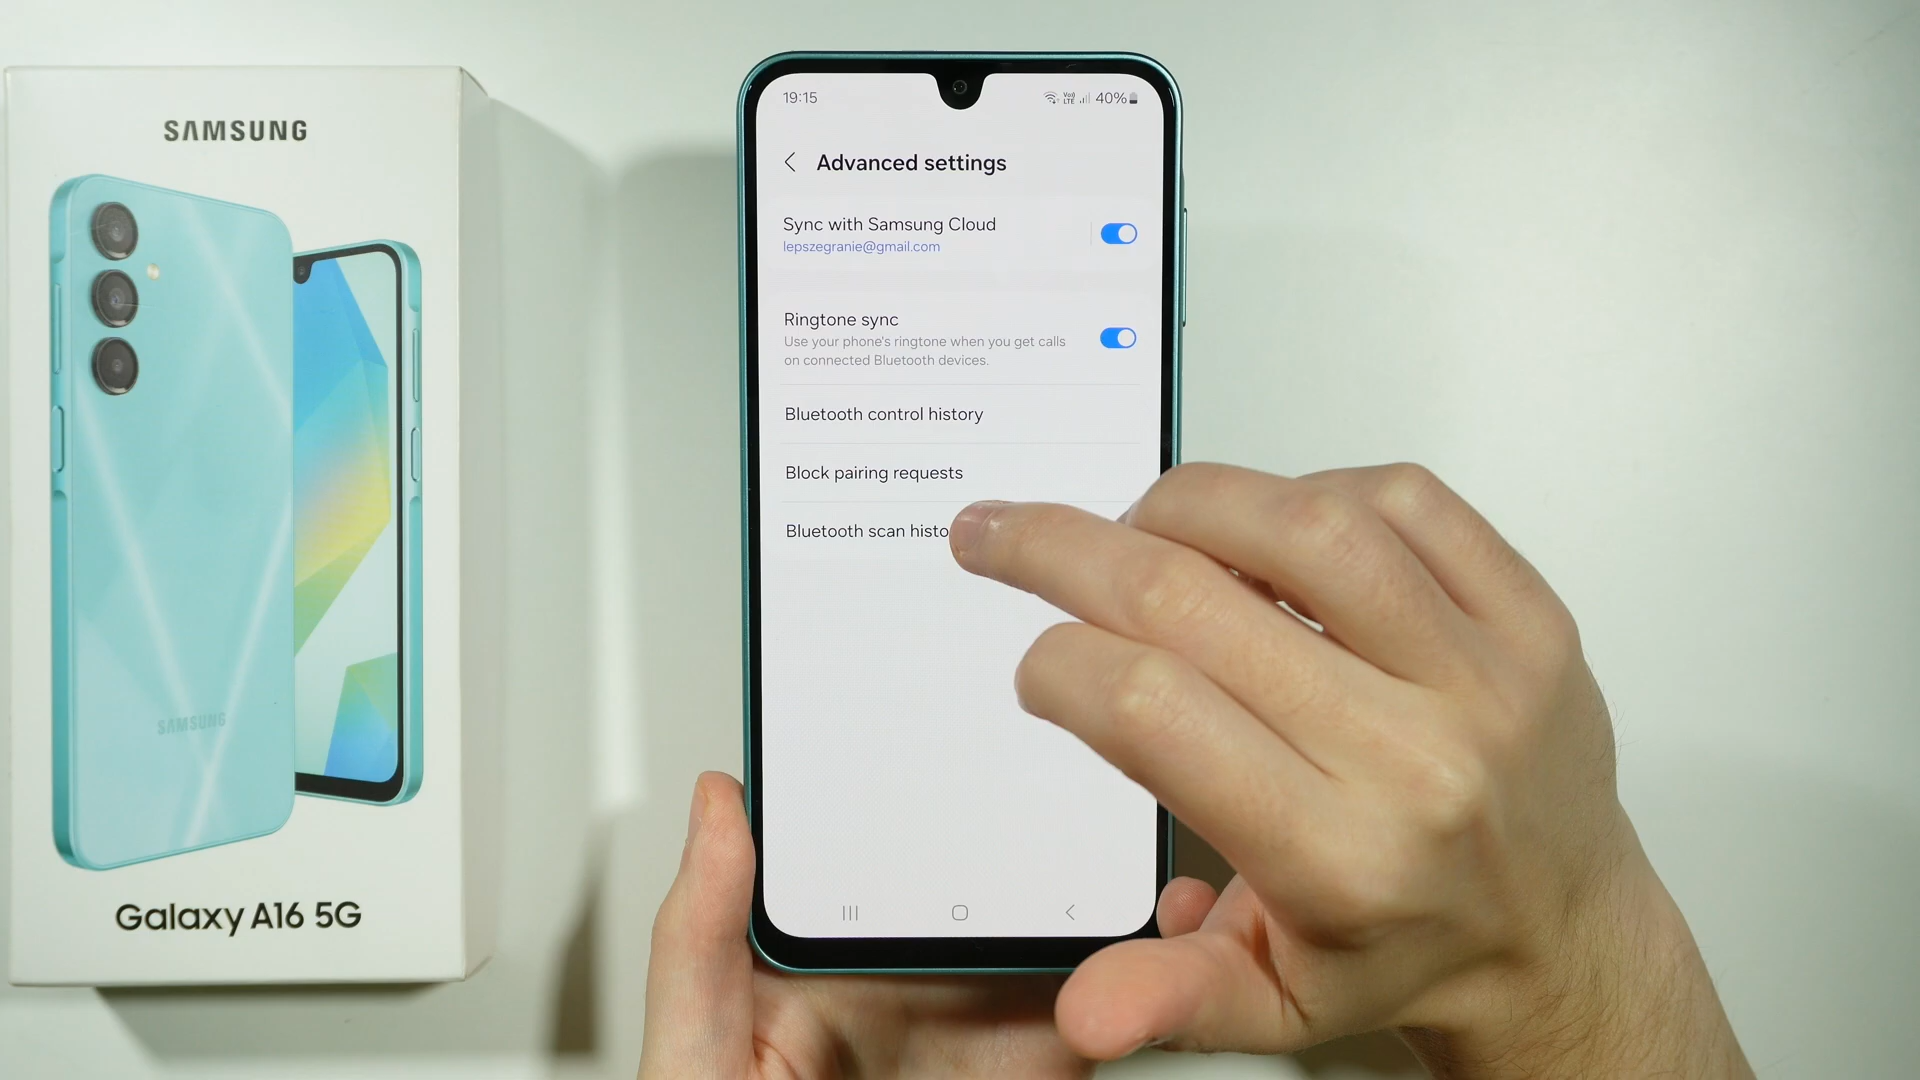 SAMSUNG
SAMSUNG
Galaxy A16 5G
19:15
Vo) LTE 40%
Advanced settings
Sync with Samsung Cloud
lepszegranie@gmail.com
Ringtone sync
Use your phone's ringtone when you get calls
on connected Bluetooth devices.
Bluetooth control history
Block pairing requests
Bluetooth scan histo